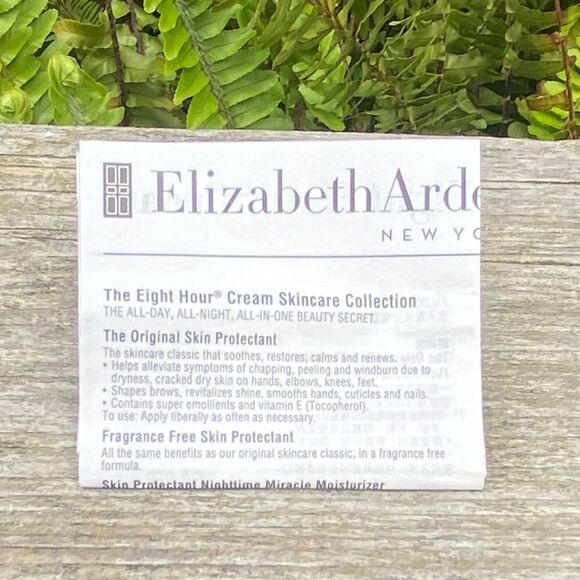 Elizabeth Arde
NEW YO
The Eight Hour® Cream Skincare Collection
THE ALL-DAY, ALL-NIGHT, ALL-IN-ONE BEAUTY SECRET.
The Original Skin Protectant
The skincare classic that soothes, restores, calms and renews.
• Helps alleviate symptoms of chapping, peeling and windburn due to
dryness, cracked dry skin on hands, elbows, knees, feet.
• Shapes brows, revitalizes shine, smooths hands, cuticles and nails.
• Contains super emollients and vitamin E (Tocopherol).
To use: Apply liberally as often as necessary.
Fragrance Free Skin Protectant
All the same benefits as our original skincare classic, in a fragrance free
formula.
Skin Protectant Nighttime Miracle Moisturizer